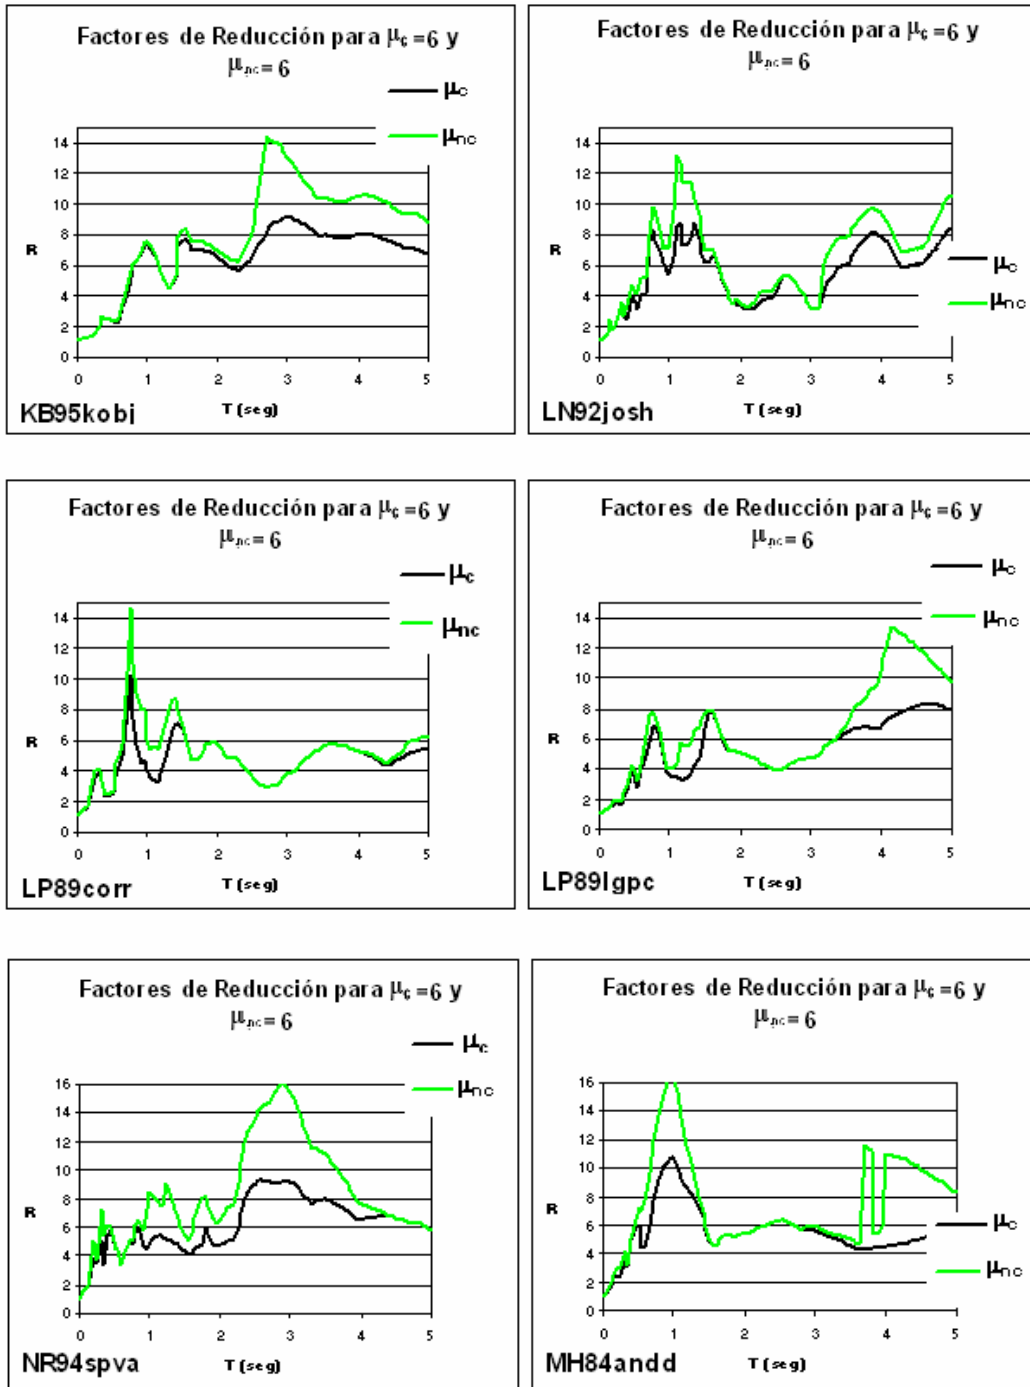 Factores de Reducción para μc =6 y
μnc= 6
μc
μnc
14
12
10
8
6
4
2
0
R
0 1 2 3 4 5
T (seg)
KB95kobj
Factores de Reducción para μc =6 y
μnc= 6
14
12
10
8
6
4
2
0
R
μc
μnc
0 1 2 3 4 5
T (seg)
LN92josh
Factores de Reducción para μc =6 y
μnc= 6
μc
μnc
14
12
10
8
6
4
2
0
R
0 1 2 3 4 5
T (seg)
LP89corr
Factores de Reducción para μc =6 y
μnc= 6
μc
μnc
14
12
10
8
6
4
2
0
R
0 1 2 3 4 5
T (seg)
LP89lgpc
Factores de Reducción para μc =6 y
μnc= 6
μc
μnc
16
14
12
10
8
6
4
2
0
R
0 1 2 3 4 5
T (seg)
NR94spva
Factores de Reducción para μc =6 y
μnc= 6
16
14
12
10
8
6
4
2
0
R
μc
μnc
0 1 2 3 4 5
T (seg)
MH84andd